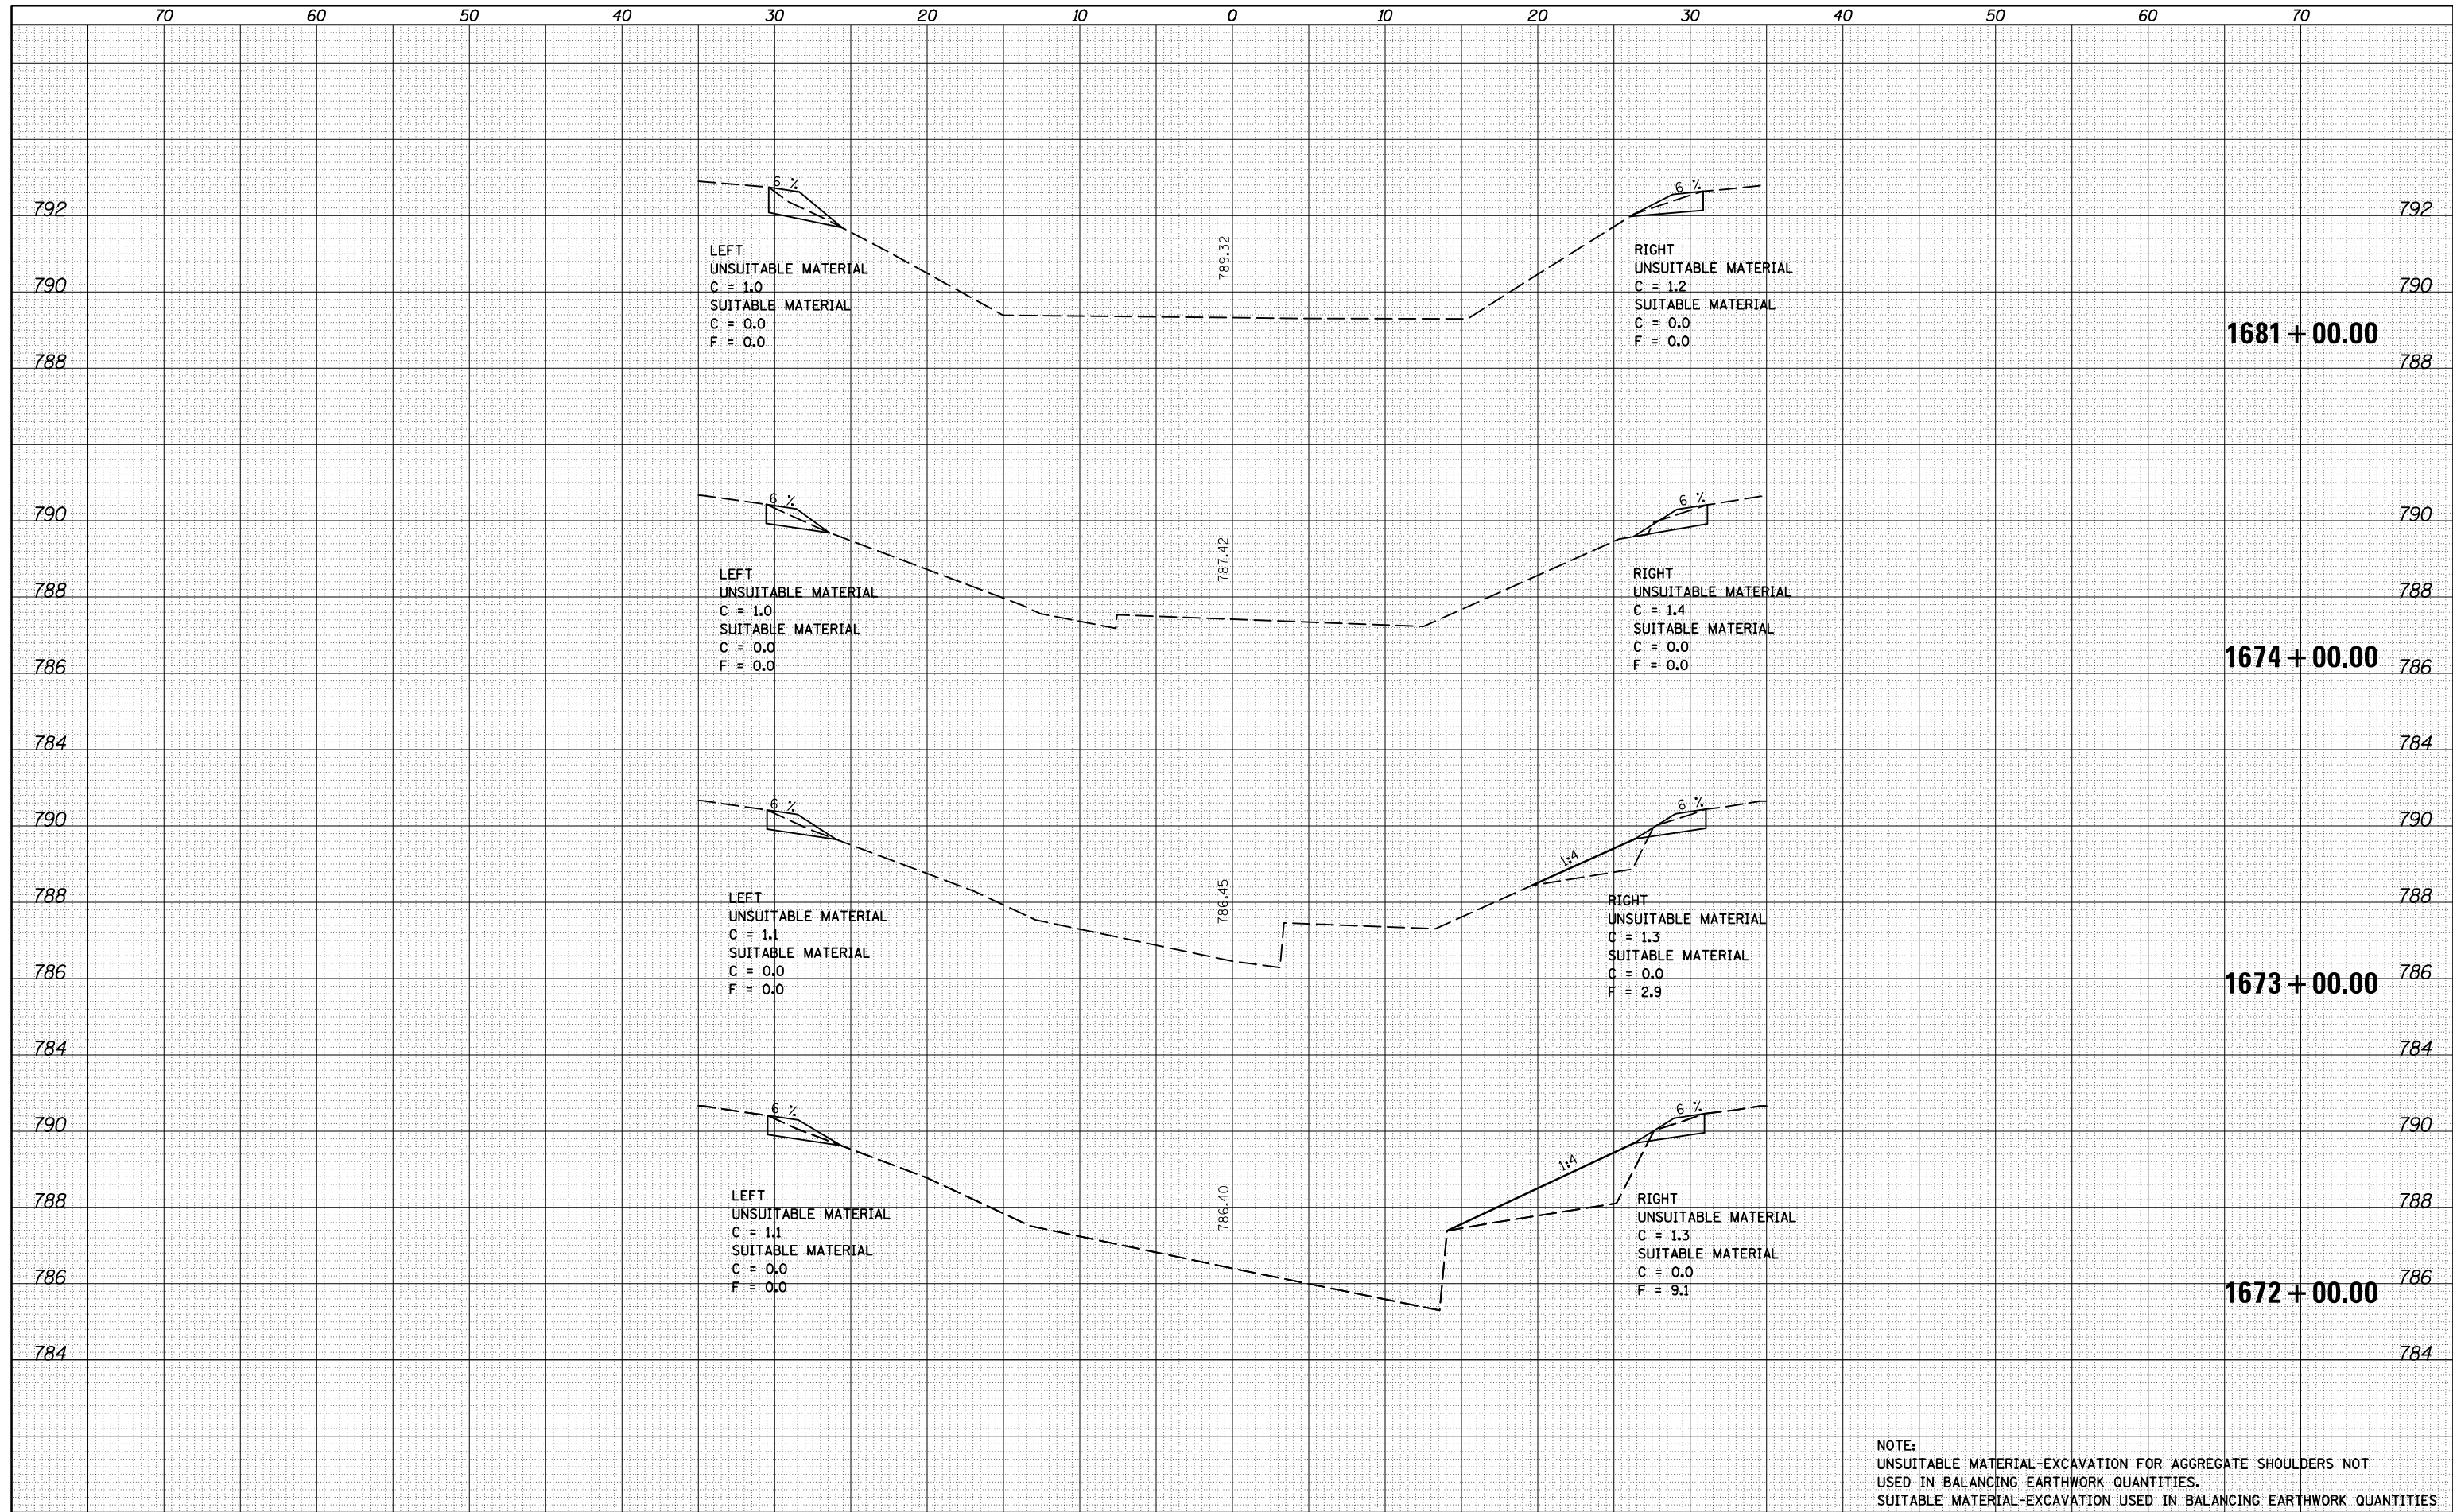 70 60 50 40 30 20 10 0 10 20 30 40 50 60 70
6 % 6 %
792 792
789.32
LEFT
UNSUITABLE MATERIAL
C = 1.0
SUITABLE MATERIAL
C = 0.0
F = 0.0
RIGHT
UNSUITABLE MATERIAL
C = 1.2
SUITABLE MATERIAL
C = 0.0
F = 0.0
790 790
1681+00.00
788 788
6 % 6 %
790 790
787.42
LEFT
UNSUITABLE MATERIAL
C = 1.0
SUITABLE MATERIAL
C = 0.0
F = 0.0
RIGHT
UNSUITABLE MATERIAL
C = 1.4
SUITABLE MATERIAL
C = 0.0
F = 0.0
788 788
1674+00.00
786 786
784 784
6 % 6 %
790 790
1:4
786.45
LEFT
UNSUITABLE MATERIAL
C = 1.1
SUITABLE MATERIAL
C = 0.0
F = 0.0
RIGHT
UNSUITABLE MATERIAL
C = 1.3
SUITABLE MATERIAL
C = 0.0
F = 2.9
788 788
786 786
1673+00.00
784 784
6 % 6 %
790 790
1:4
786.40
LEFT
UNSUITABLE MATERIAL
C = 1.1
SUITABLE MATERIAL
C = 0.0
F = 0.0
RIGHT
UNSUITABLE MATERIAL
C = 1.3
SUITABLE MATERIAL
C = 0.0
F = 9.1
788 788
786 786
1672+00.00
784 784
NOTE:
UNSUITABLE MATERIAL-EXCAVATION FOR AGGREGATE SHOULDERS NOT
USED IN BALANCING EARTHWORK QUANTITIES.
SUITABLE MATERIAL-EXCAVATION USED IN BALANCING EARTHWORK QUANTITIES